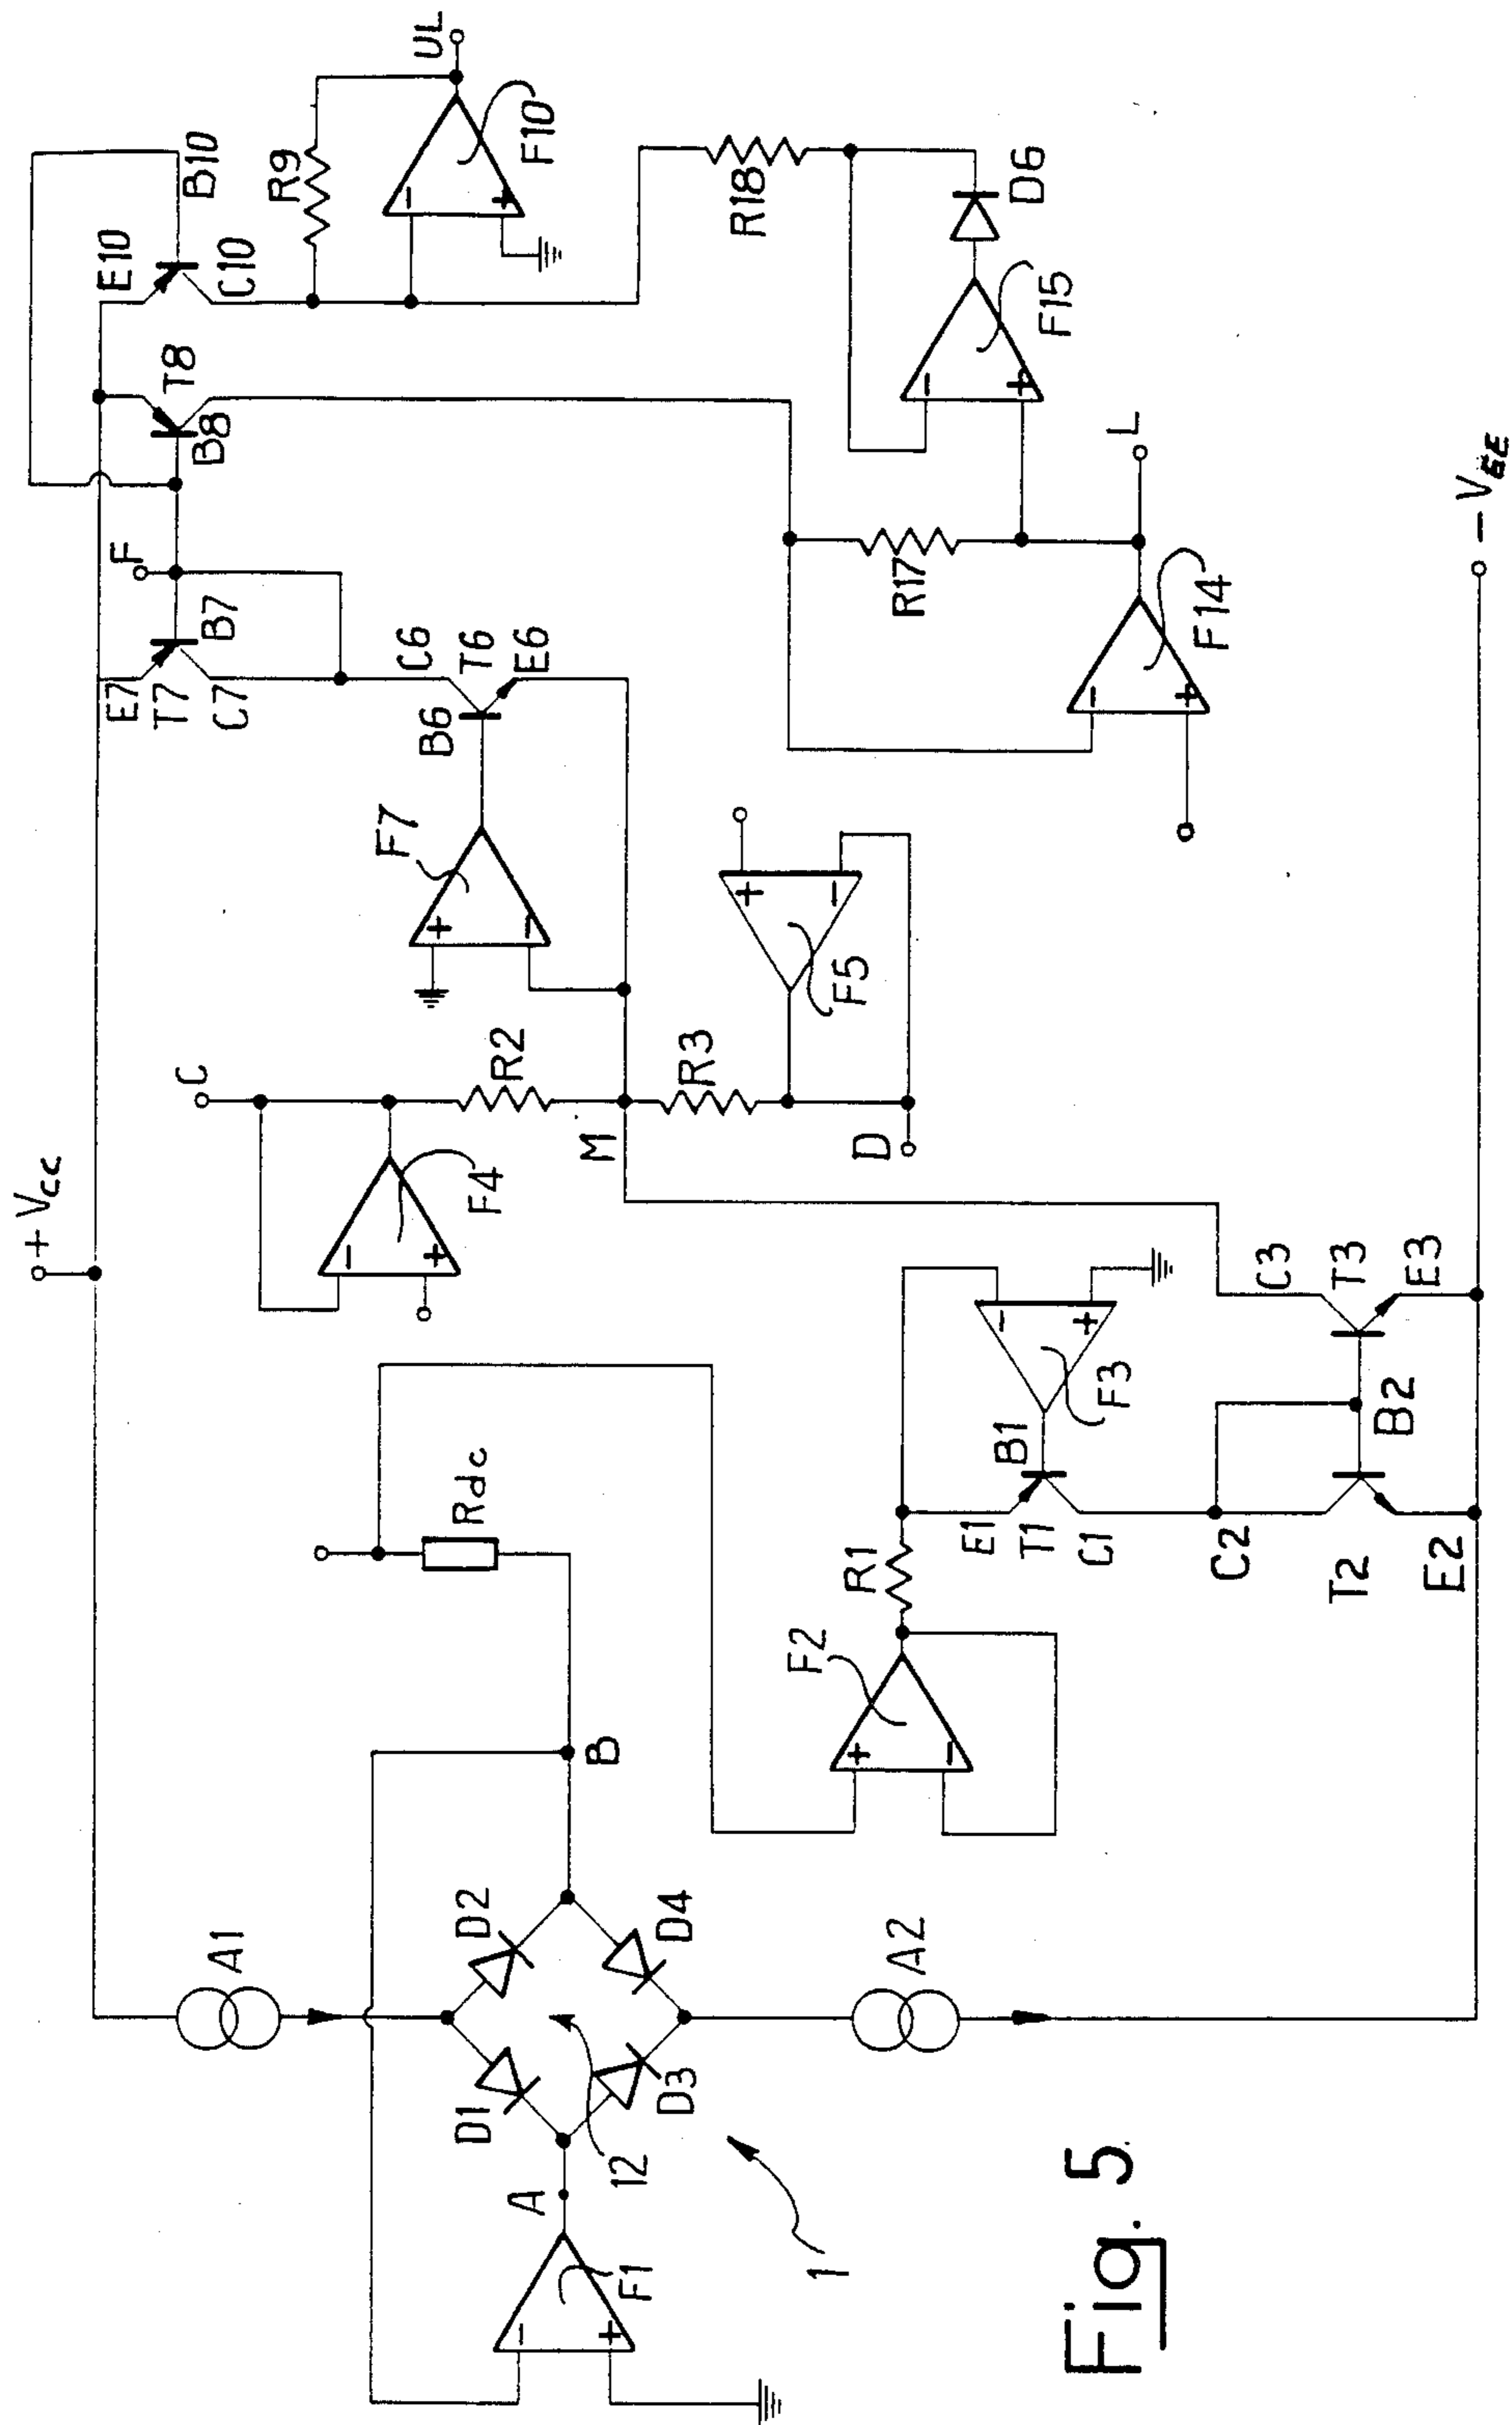 + Vcc
A1
D1
D2
D3
D4
12
A
B
F1
-
+
A2
1
Rdc
F2
+
-
R1
E1
T1
C1
B1
F3
-
+
C2
T2
E2
B2
C3
T3
E3
C
F4
-
+
R2
M
R3
D
F5
+
-
F7
+
-
B6
C6
T6
E6
E7
T7
C7
B7
F
B8
T8
E10
C10
B10
R9
F10
-
+
UL
R18
D6
F15
-
+
R17
L
F14
-
+
- VEE
Fig. 5